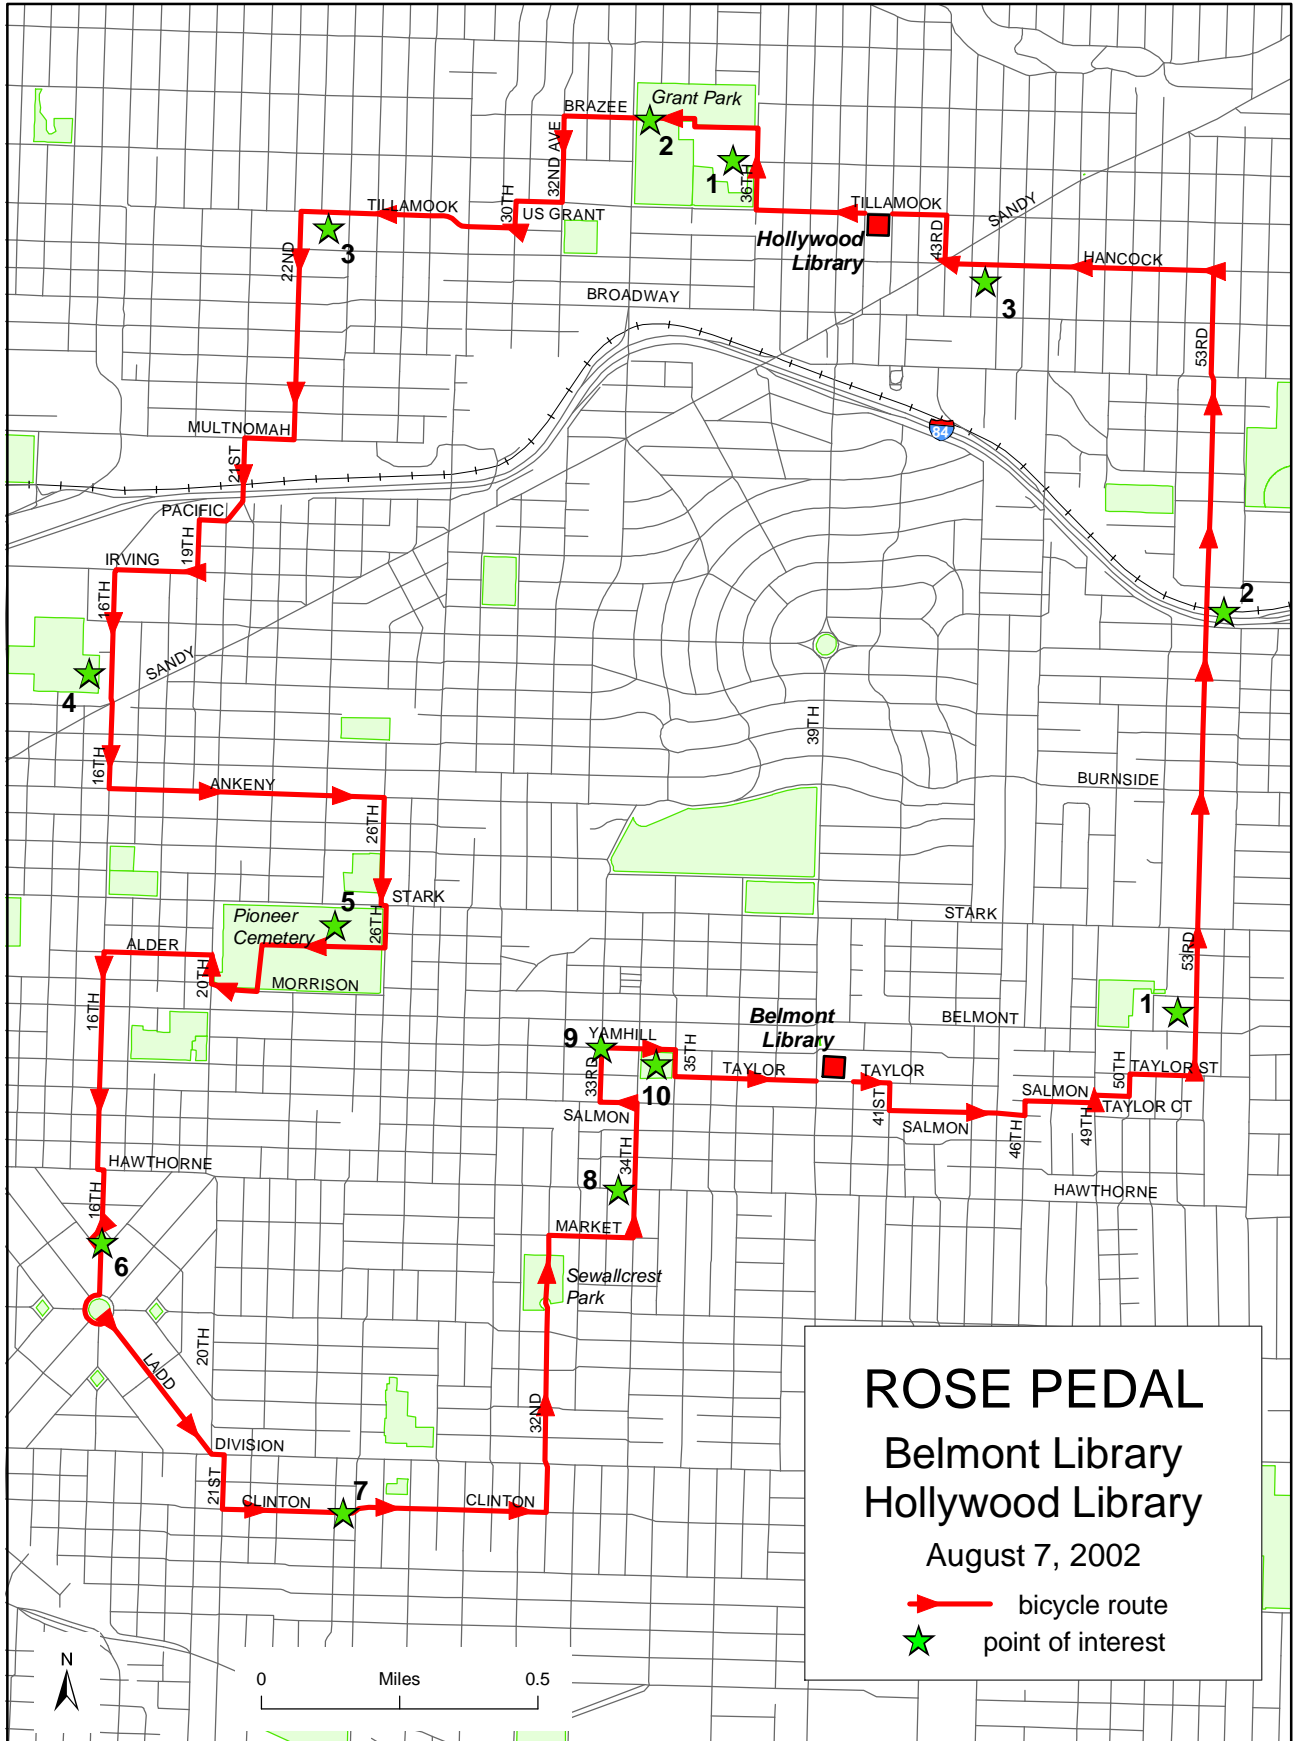 BRAZEE
Grant Park
2
1
32ND AVE
36TH
30TH
US GRANT
TILLAMOOK
3
22ND
TILLAMOOK
Hollywood
Library
43RD
SANDY
HANCOCK
3
BROADWAY
53RD
84
MULTNOMAH
21ST
PACIFIC
19TH
IRVING
16TH
2
SANDY
4
16TH
39TH
ANKENY
BURNSIDE
26TH
STARK
5
Pioneer
Cemetery
26TH
STARK
ALDER
20TH
MORRISON
53RD
16TH
1
Belmont
Library
BELMONT
9
YAMHILL
35TH
33RD
10
TAYLOR
TAYLOR
41ST
50TH
TAYLOR ST
SALMON
TAYLOR CT
SALMON
SALMON
46TH
49TH
34TH
HAWTHORNE
HAWTHORNE
8
16TH
MARKET
6
Sewallcrest
Park
LADD
20TH
32ND
DIVISION
21ST
CLINTON
7
CLINTON
ROSE PEDAL
Belmont Library
Hollywood Library
August 7, 2002
bicycle route
point of interest
N
0 Miles 0.5